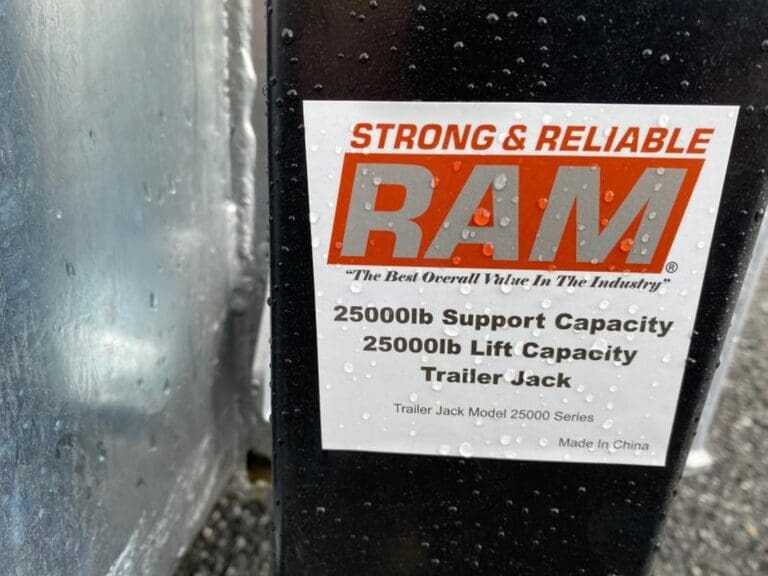 STRONG & RELIABLE
RAM®
"The Best Overall Value In The Industry"
25000lb Support Capacity
25000lb Lift Capacity
Trailer Jack
Trailer Jack Model 25000 Series
Made In China